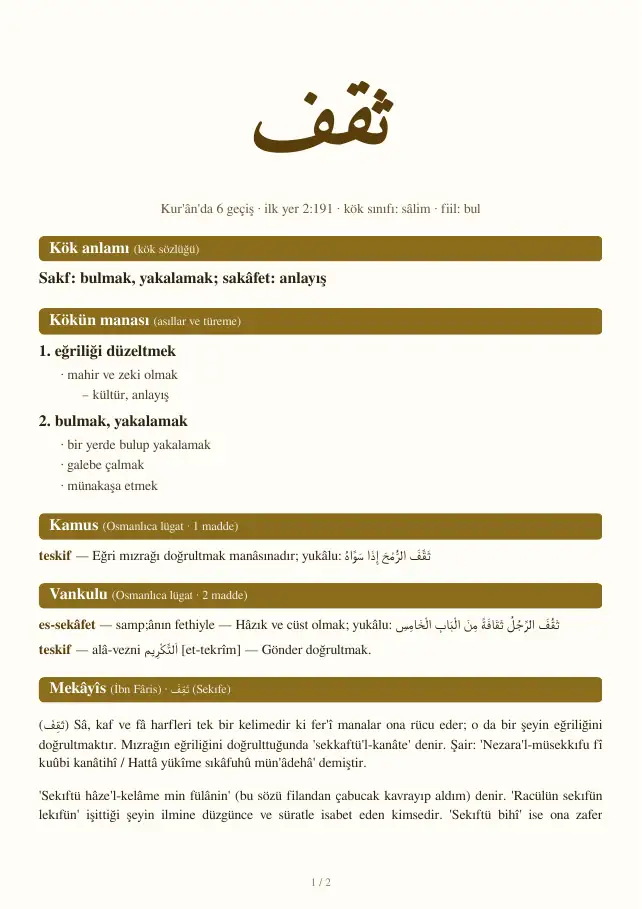 ثقف
Kur'ân'da 6 geçiş · ilk yer 2:191 · kök sınıfı: sâlim · fiil: bul
Kök anlamı (kök sözlüğü)
Sakf: bulmak, yakalamak; sakâfet: anlayış
Kökün manası (asıllar ve türeme)
1. eğriliği düzeltmek
· mahir ve zeki olmak
– kültür, anlayış
2. bulmak, yakalamak
· bir yerde bulup yakalamak
· galebe çalmak
· münakaşa etmek
Kamus (Osmanlıca lügat · 1 madde)
teskif — Eğri mızrağı doğrultmak manâsınadır; yukâlu: ثَقَّفَ الرُّمْحَ إِذَا سَوَّاهُ
Vankulu (Osmanlıca lügat · 2 madde)
es-sekâfet — samp;ânın fethiyle — Hâzık ve cüst olmak; yukâlu: ثَقُفَ الرَّجُلُ ثَقَافَةً مِنَ الْبَابِ الْخَامِسِ
teskif — alâ-vezni اَلتَّكْرِيم [et-tekrîm] — Gönder doğrultmak.
Mekâyîs (İbn Fâris) · ثَقِفَ (Sekıfe)
(ثَقِفَ) Sâ, kaf ve fâ harfleri tek bir kelimedir ki fer'î manalar ona rücu eder; o da bir şeyin eğriliğini
doğrultmaktır. Mızrağın eğriliğini doğrulttuğunda 'sekkaftü'l-kanâte' denir. Şair: 'Nezara'l-müsekkıfu fî
kuûbi kanâtihî / Hattâ yükîme sıkâfuhû mün'âdehâ' demiştir.
'Sekıftü hâze'l-kelâme min fülânin' (bu sözü filandan çabucak kavrayıp aldım) denir. 'Racülün sekıfün
lekıfün' işittiği şeyin ilmine düzgünce ve süratle isabet eden kimsedir. 'Sekıftü bihî' ise ona zafer
1 / 2